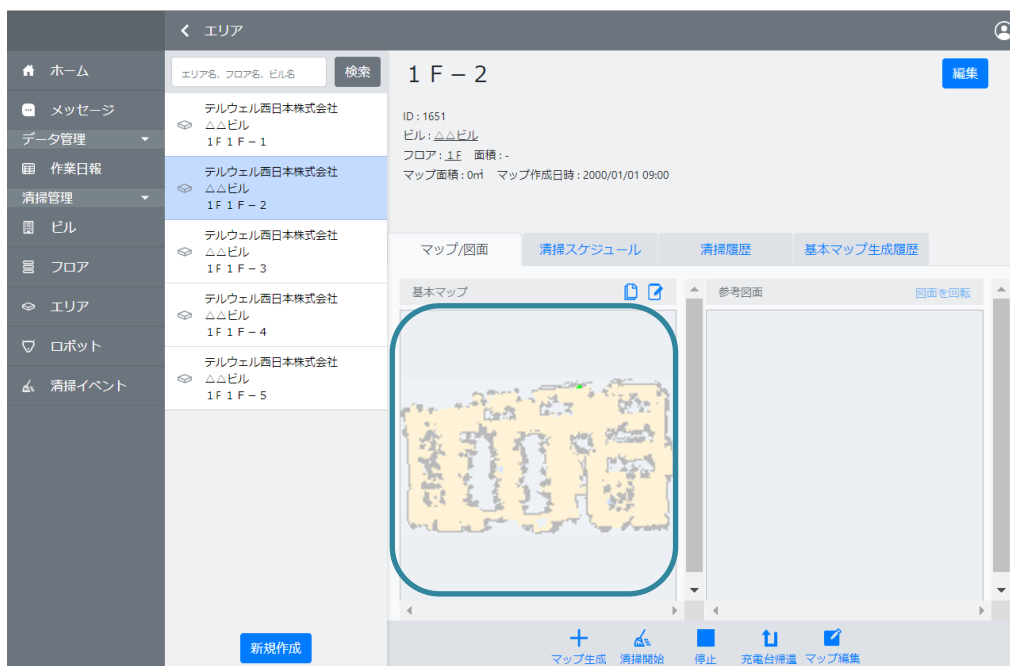 エリア
ホーム
メッセージ
データ管理
作業日報
清掃管理
ビル
フロア
エリア
ロボット
清掃イベント
エリア名、フロア名、ビル名
検索
テルウェル西日本株式会社
△△ビル
1F 1F－1
テルウェル西日本株式会社
△△ビル
1F 1F－2
テルウェル西日本株式会社
△△ビル
1F 1F－3
テルウェル西日本株式会社
△△ビル
1F 1F－4
テルウェル西日本株式会社
△△ビル
1F 1F－5
新規作成
１Ｆ－２
編集
ID : 1651
ビル : △△ビル
フロア : 1F 面積 : -
マップ面積 : 0㎡ マップ作成日時 : 2000/01/01 09:00
マップ/図面 清掃スケジュール 清掃履歴 基本マップ生成履歴
基本マップ
参考図面 図面を回転
マップ生成 清掃開始 停止 充電台帰還 マップ編集